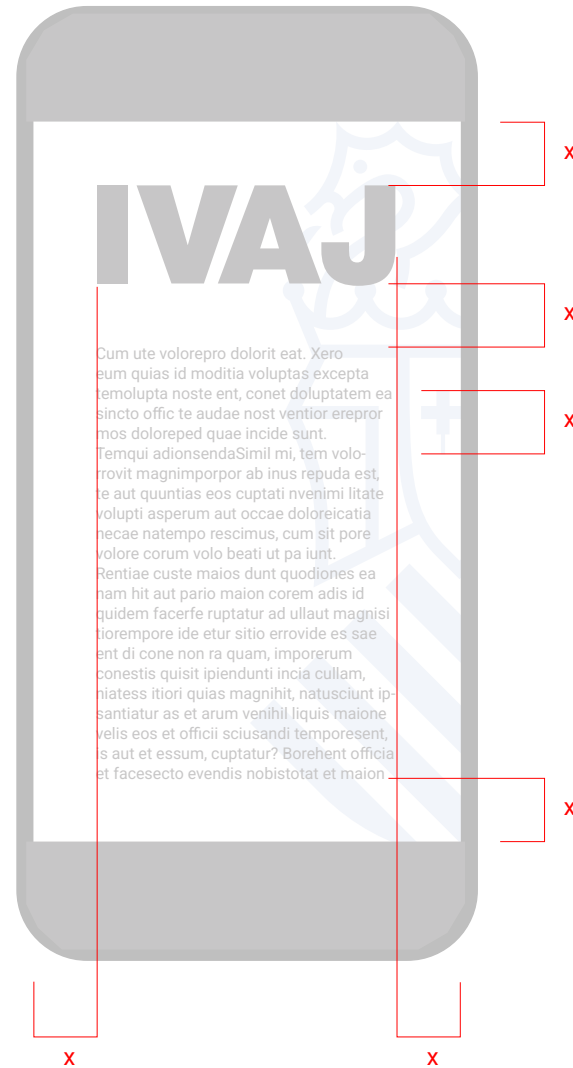 X
IVAJ
X
Cum ute volorepro dolorit eat. Xero
eum quias id moditia voluptas excepta
temolupta noste ent, conet doluptatem ea
X
sincto offic te audae nost ventior erepror
mos doloreped quae incide sunt.
Temqui adionsendaSimil mi, tem volo-
rrovit magnimporpor ab inus repuda est,
te aut quuntias eos cuptati nvenimi litate
volupti asperum aut occae doloreicatia
necae natempo rescimus, cum sit pore
volore corum volo beati ut pa iunt.
Rentiae custe maios dunt quodiones ea
nam hit aut pario maion corem adis id
quidem facerfe ruptatur ad ullaut magnisi
tiorempore ide etur sitio errovide es sae
ent di cone non ra quam, imporerum
conestis quisit ipiendunti incia cullam,
niatess itiori quias magnihit, natusciunt ip-
santiatur as et arum venihil liquis maione
velis eos et officii sciusandi temporesent,
is aut et essum, cuptatur? Borehent officia
et facesecto evendis nobistotat et maion
X
X
X